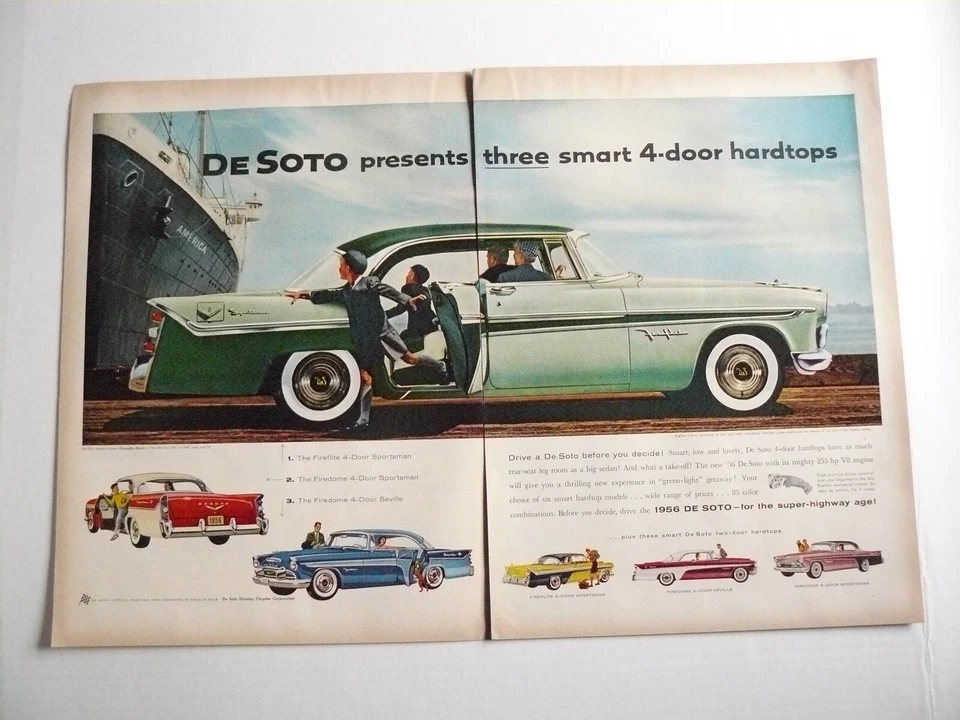 DE SOTO presents three smart 4-door hardtops
AMERICA
Fireflite
1. The Fireflite 4-Door Sportsman
2. The Firedome 4-Door Sportsman
3. The Firedome 4-Door Seville
1956
De Soto Division, Chrysler Corporation
Drive a De Soto before you decide! Smart, low and lovely, De Soto 4-door hardtops have as much
rear-seat leg room as a big sedan! And what a take-off! The new '56 De Soto with its mighty 255 hp V8 engine
will give you a thrilling new experience in "green-light" getaway! Your
choice of six smart hardtop models . . . wide range of prices . . . 85 color
combinations. Before you decide, drive the 1956 DE SOTO—for the super-highway age!
...plus these smart De Soto two-door hardtops
FIREFLITE 2-DOOR SPORTSMAN
FIREDOME 2-DOOR SEVILLE
FIREDOME 2-DOOR SPORTSMAN